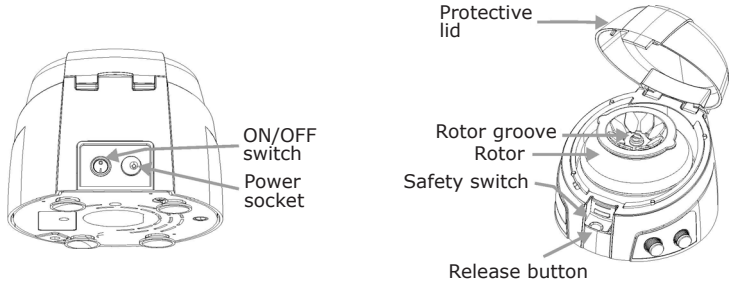 ON/OFF
switch
Power
socket
Protective
lid
Rotor groove
Rotor
Safety switch
Release button